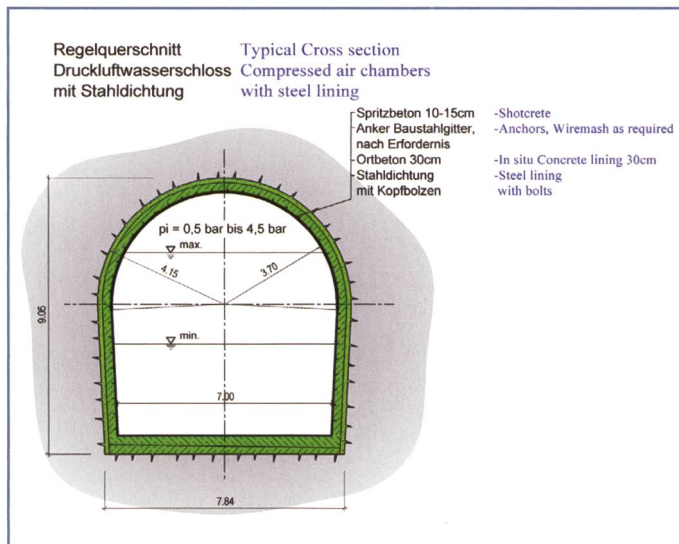 Regelquerschnitt Typical Cross section
Druckluftwasserschloss Compressed air chambers
mit Stahldichtung with steel lining
Spritzbeton 10-15cm -Shotcrete
Anker Baustahlgitter, -Anchors, Wiremash as required
nach Erfordernis
Ortbeton 30cm -In situ Concrete lining 30cm
Stahldichtung -Steel lining
mit Kopfbolzen with bolts
pi = 0,5 bar bis 4,5 bar
max.
4.15
3.70
9.05
min.
7.00
7.84